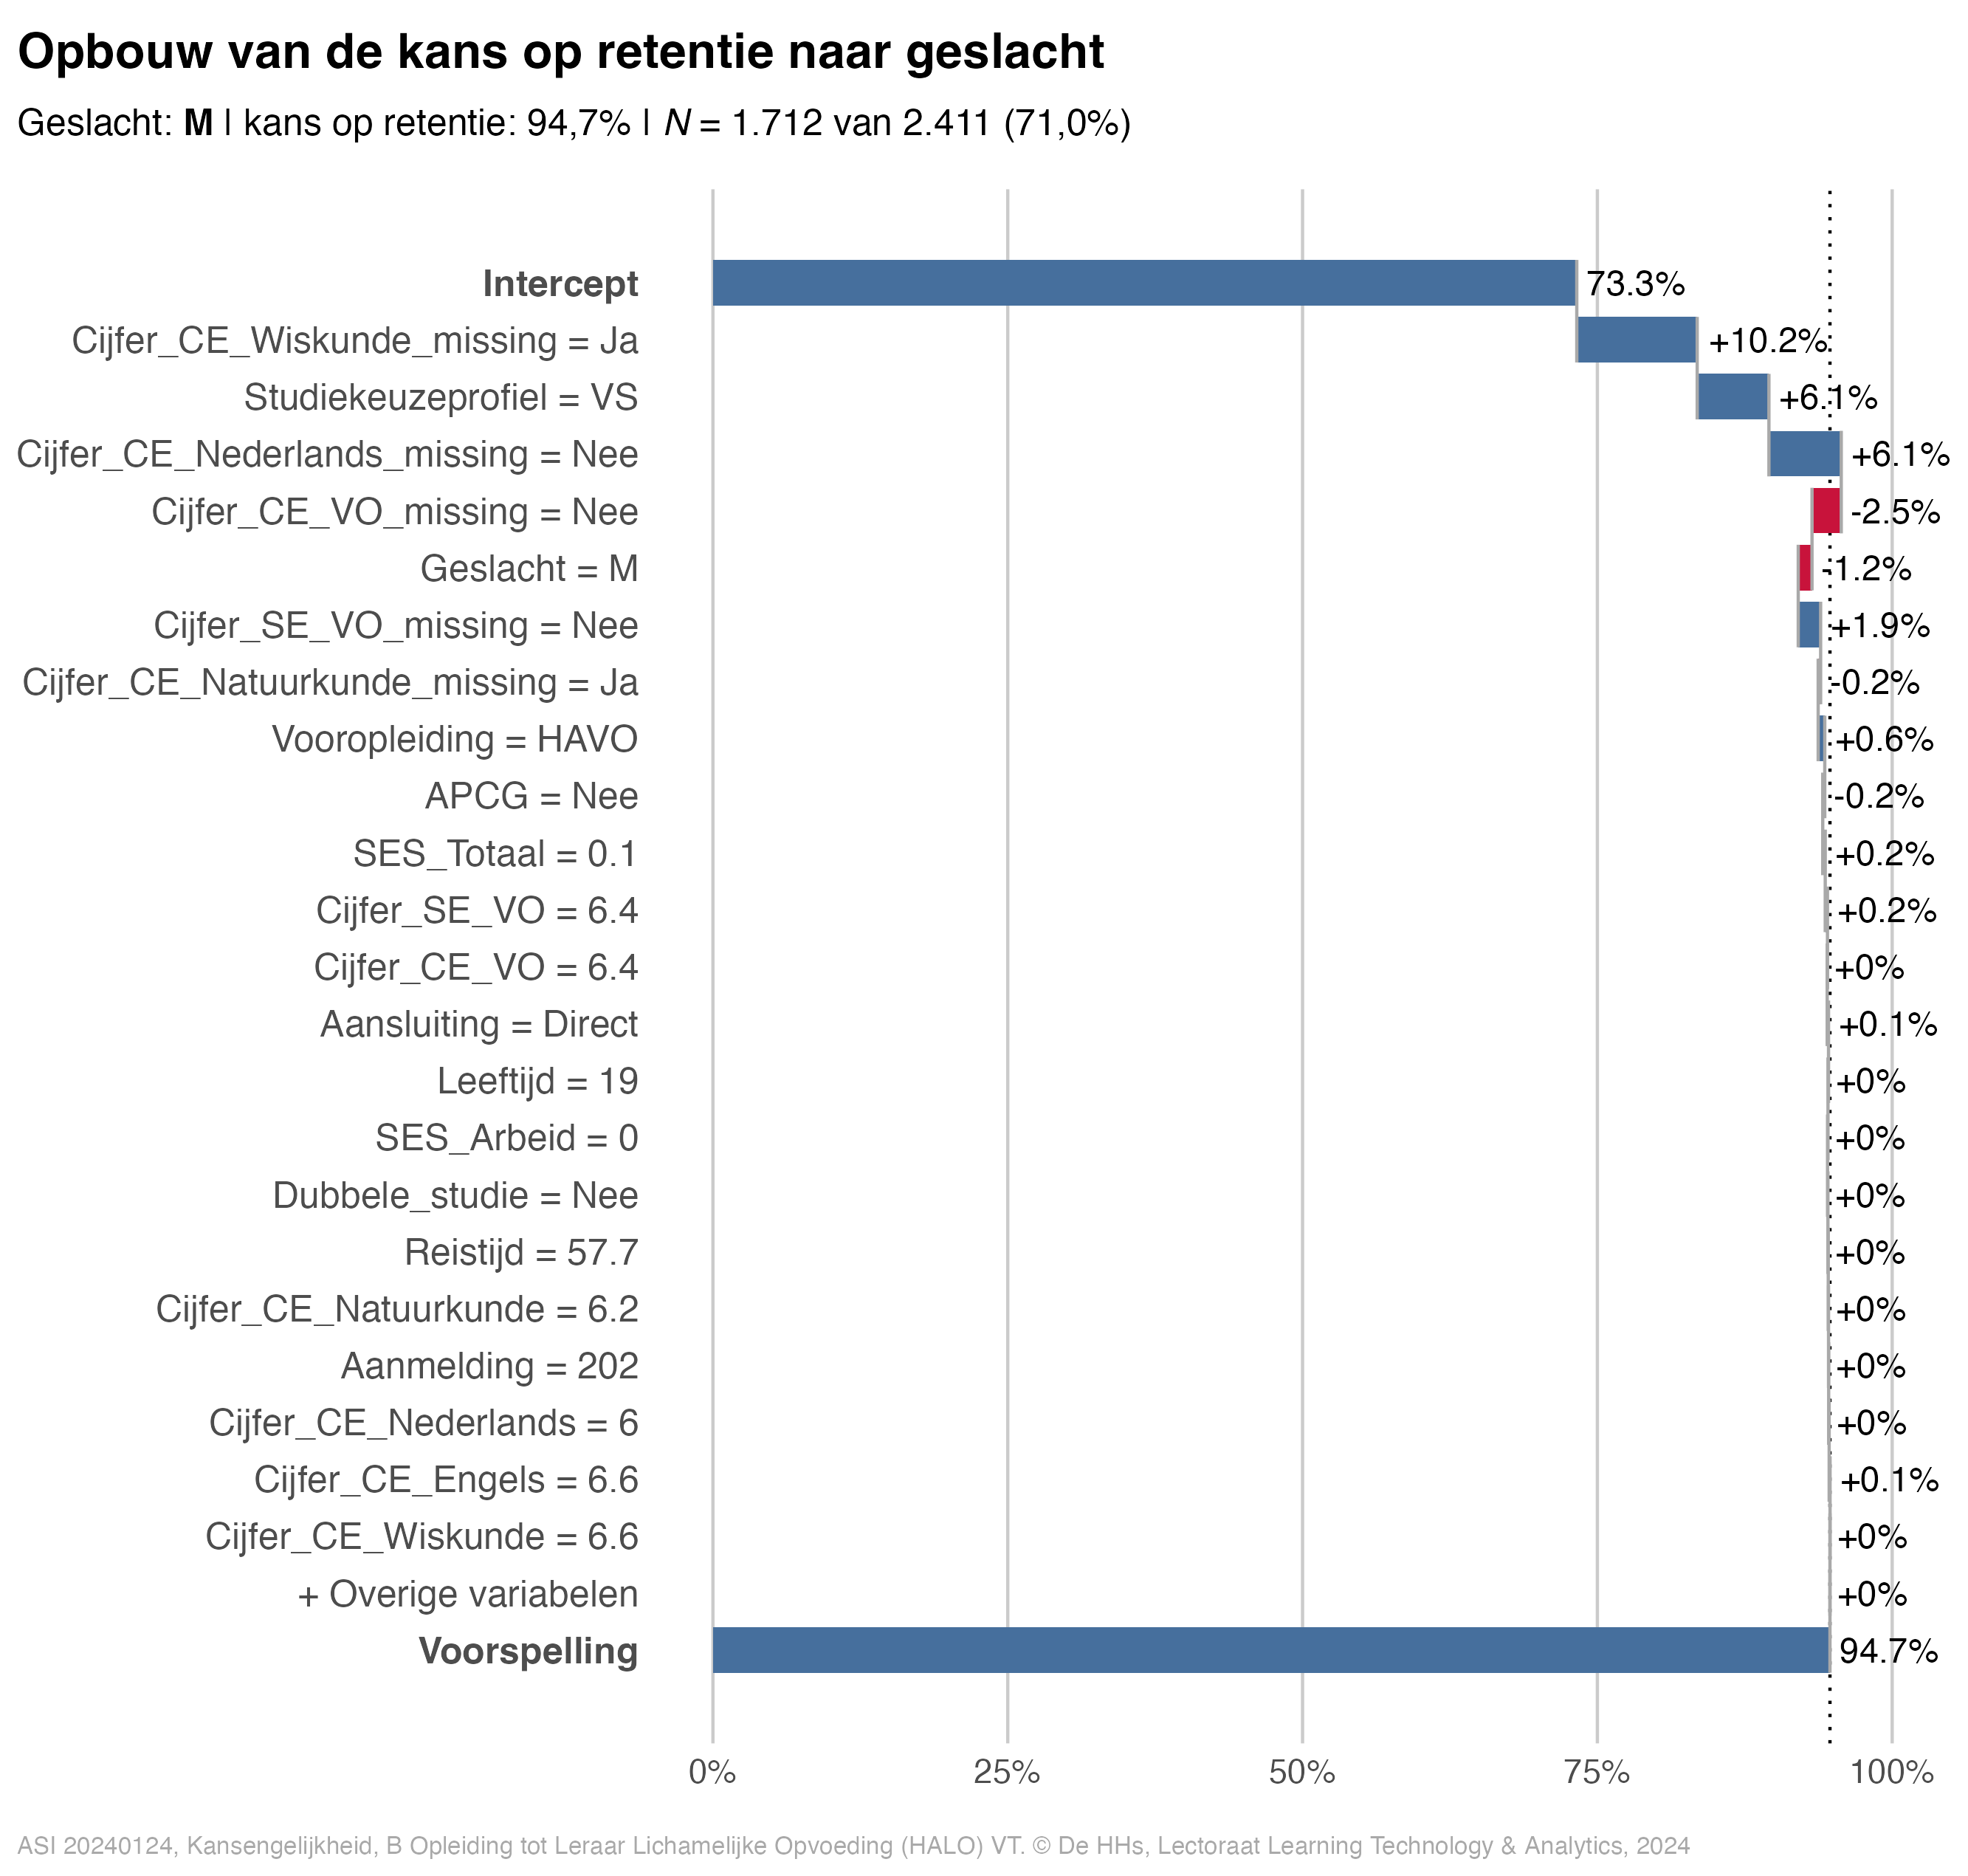 Opbouw van de kans op retentie naar geslacht
Geslacht: M | kans op retentie: 94,7% | N = 1.712 van 2.411 (71,0%)
Intercept 73.3%
Cijfer_CE_Wiskunde_missing = Ja +10.2%
Studiekeuzeprofiel = VS +6.1%
Cijfer_CE_Nederlands_missing = Nee +6.1%
Cijfer_CE_VO_missing = Nee -2.5%
Geslacht = M -1.2%
Cijfer_SE_VO_missing = Nee +1.9%
Cijfer_CE_Natuurkunde_missing = Ja -0.2%
Vooropleiding = HAVO +0.6%
APCG = Nee -0.2%
SES_Totaal = 0.1 +0.2%
Cijfer_SE_VO = 6.4 +0.2%
Cijfer_CE_VO = 6.4 +0%
Aansluiting = Direct +0.1%
Leeftijd = 19 +0%
SES_Arbeid = 0 +0%
Dubbele_studie = Nee +0%
Reistijd = 57.7 +0%
Cijfer_CE_Natuurkunde = 6.2 +0%
Aanmelding = 202 +0%
Cijfer_CE_Nederlands = 6 +0%
Cijfer_CE_Engels = 6.6 +0.1%
Cijfer_CE_Wiskunde = 6.6 +0%
+ Overige variabelen +0%
Voorspelling 94.7%
0% 25% 50% 75% 100%
ASI 20240124, Kansengelijkheid, B Opleiding tot Leraar Lichamelijke Opvoeding (HALO) VT. © De HHs, Lectoraat Learning Technology & Analytics, 2024